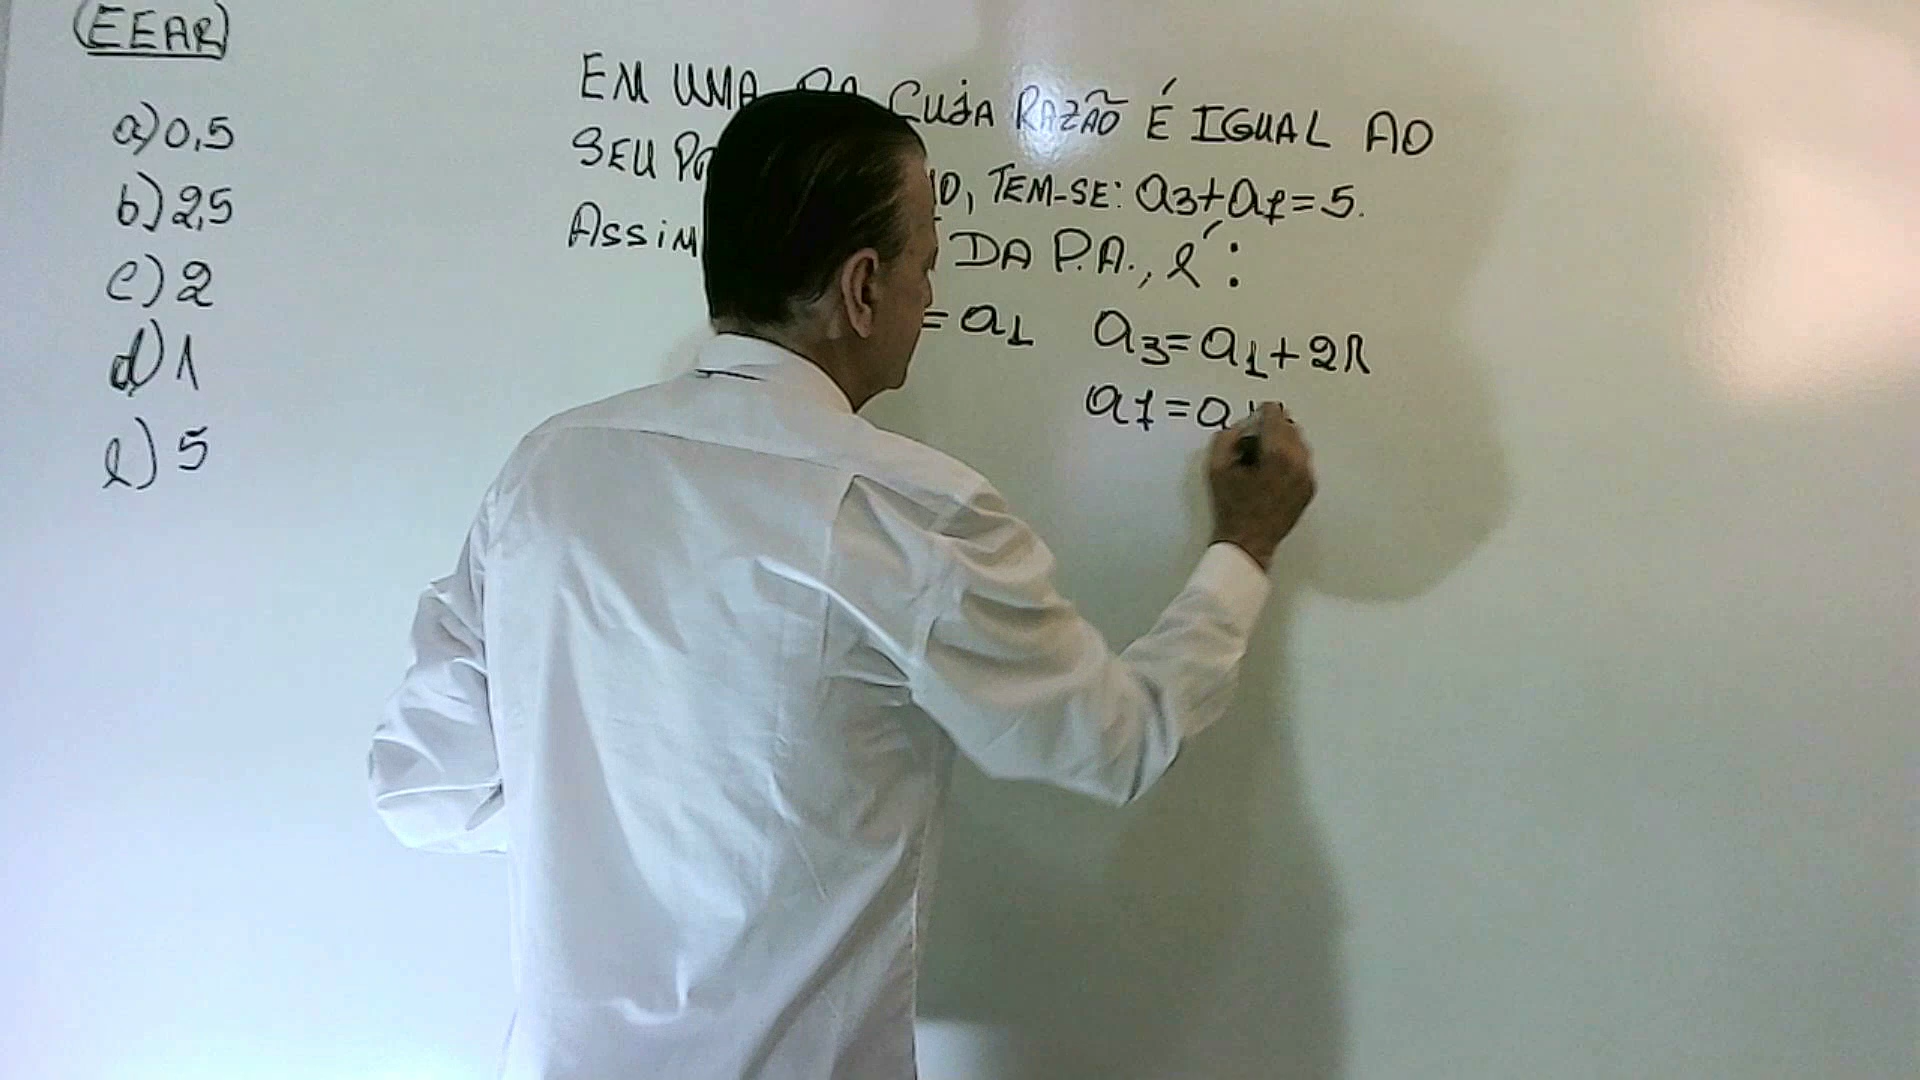 (EEAR)
a) 0,5
b) 2,5
c) 2
d) 1
e) 5
EM UMA CUJA RAZÃO É IGUAL AO
SEU TEM-SE: a3+a7=5.
ASSIM DA P.A., é:
=a1 a3=a1+2r
a7=a